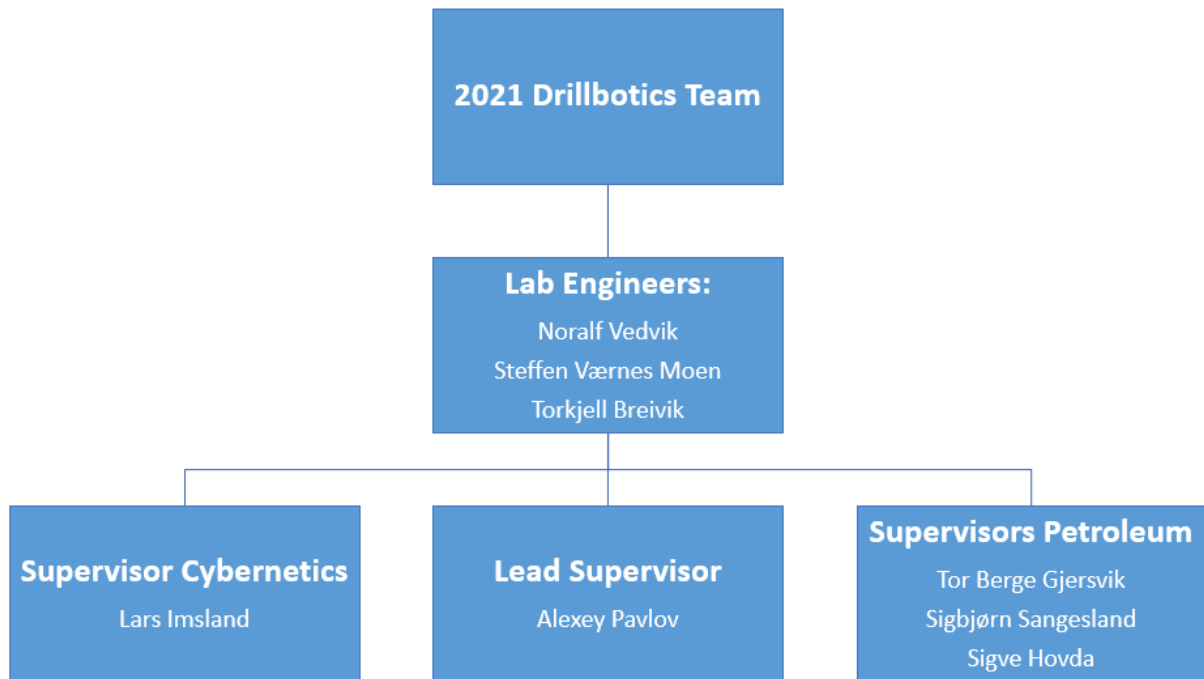 2021 Drillbotics Team
Lab Engineers:
Noralf Vedvik
Steffen Værnes Moen
Torkjell Breivik
Supervisor Cybernetics
Lars Imsland
Lead Supervisor
Alexey Pavlov
Supervisors Petroleum
Tor Berge Gjersvik
Sigbjørn Sangesland
Sigve Hovda